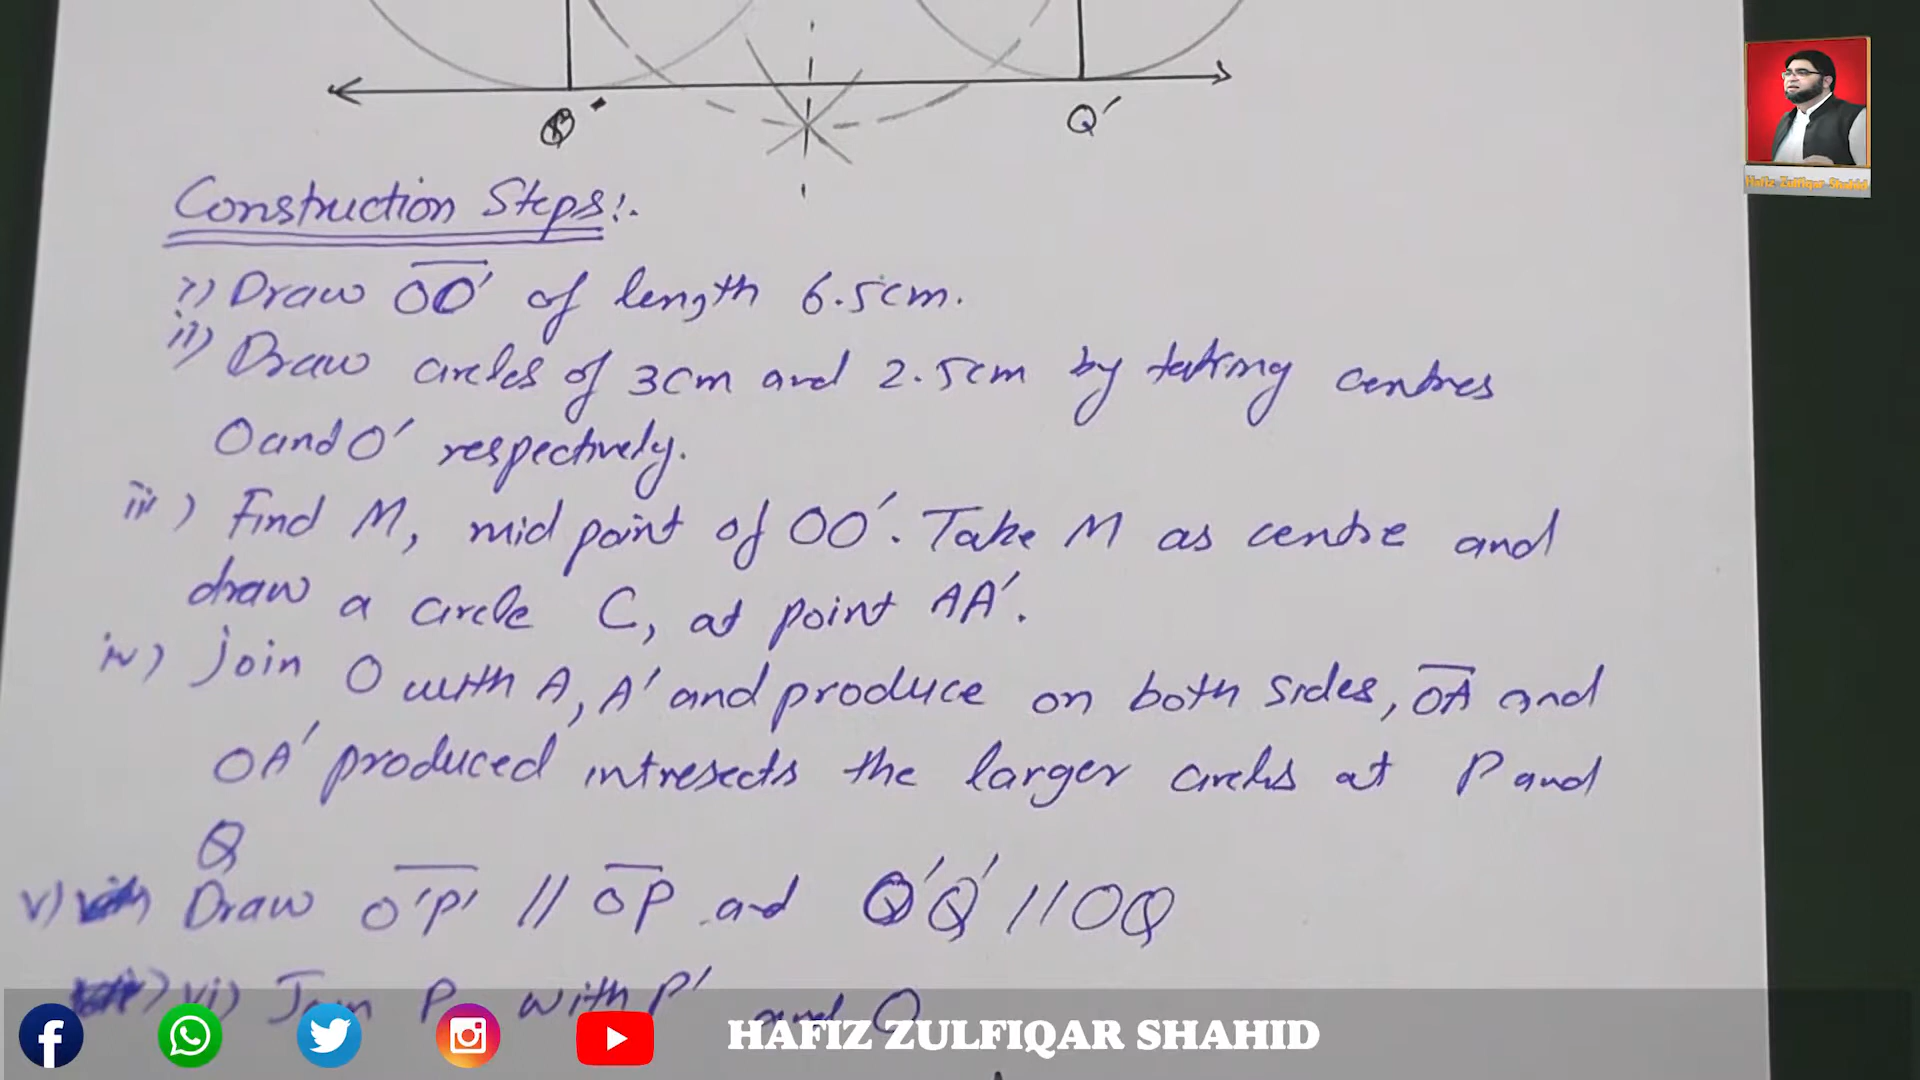 Q'
Construction Steps:.
i) Draw OO' of length 6.5cm.
ii) Draw circles of 3cm and 2.5cm by taking centres
O and O' respectively.
iii) Find M, mid point of OO'. Take M as centre and
draw a circle C, at point AA'.
iv) Join O with A, A' and produce on both sides, OA and
OA' produced intresects the larger circles at P and
Q
v) Draw O'P' // OP and O'Q' // OQ
vi) Join P with P' and Q
Hafiz Zulfiqar Shahid
HAFIZ ZULFIQAR SHAHID